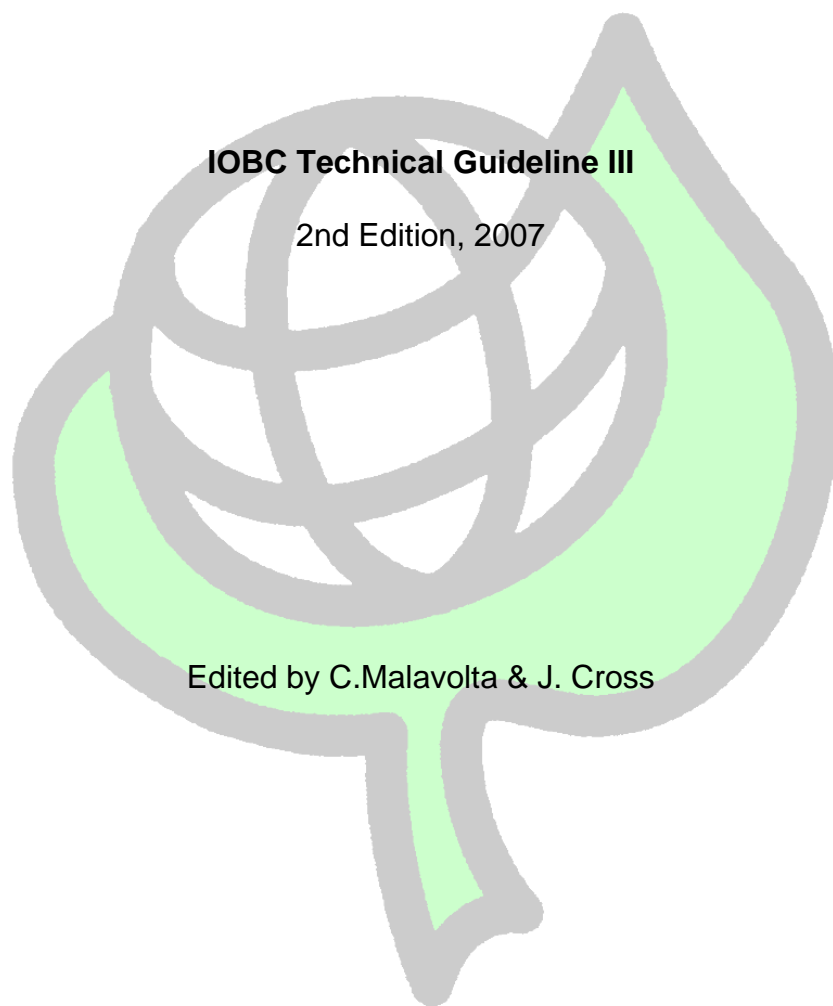 IOBC Technical Guideline III
2nd Edition, 2007
Edited by C.Malavolta & J. Cross